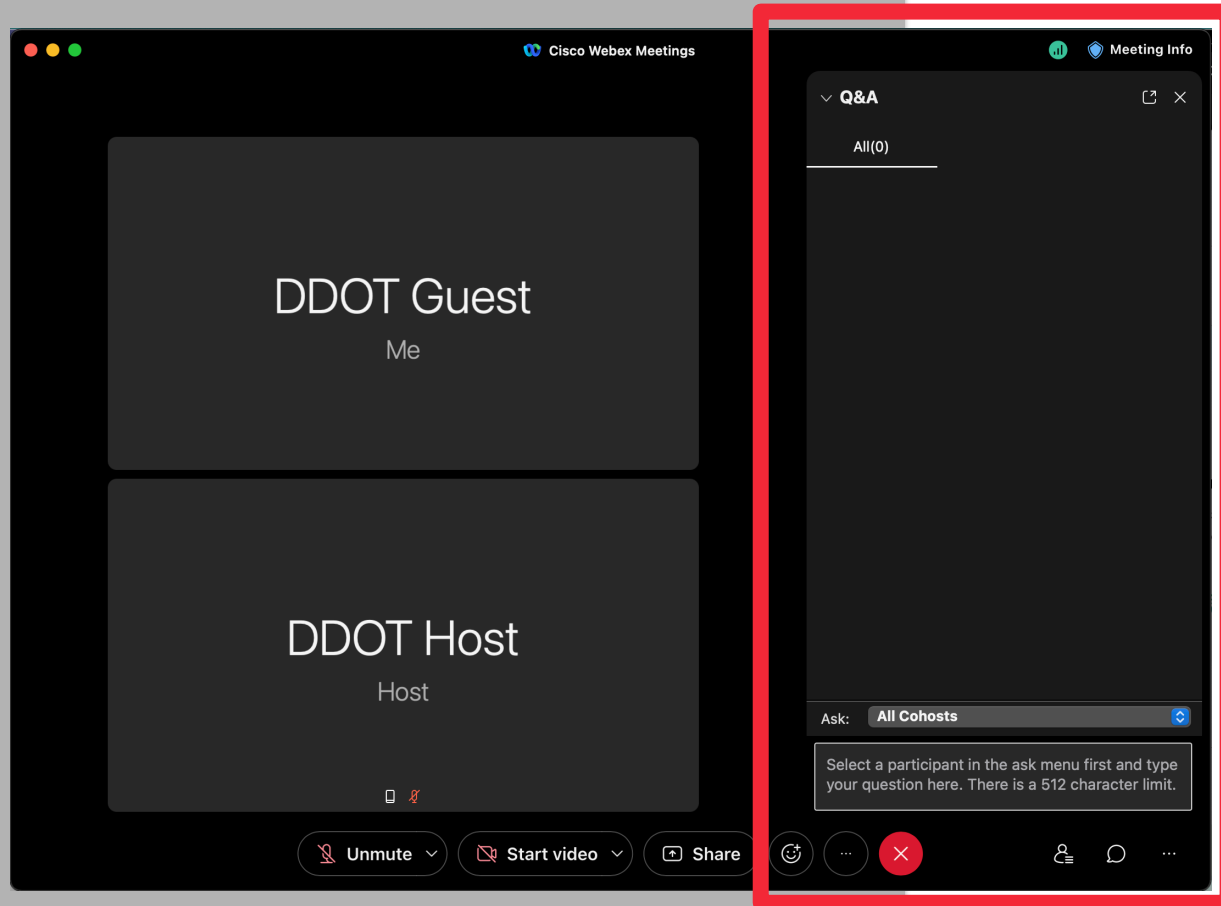 Cisco Webex Meetings
Meeting Info
Q&A
All(0)
DDOT Guest
Me
DDOT Host
Host
Ask: All Cohosts
Select a participant in the ask menu first and type
your question here. There is a 512 character limit.
Unmute Start video Share